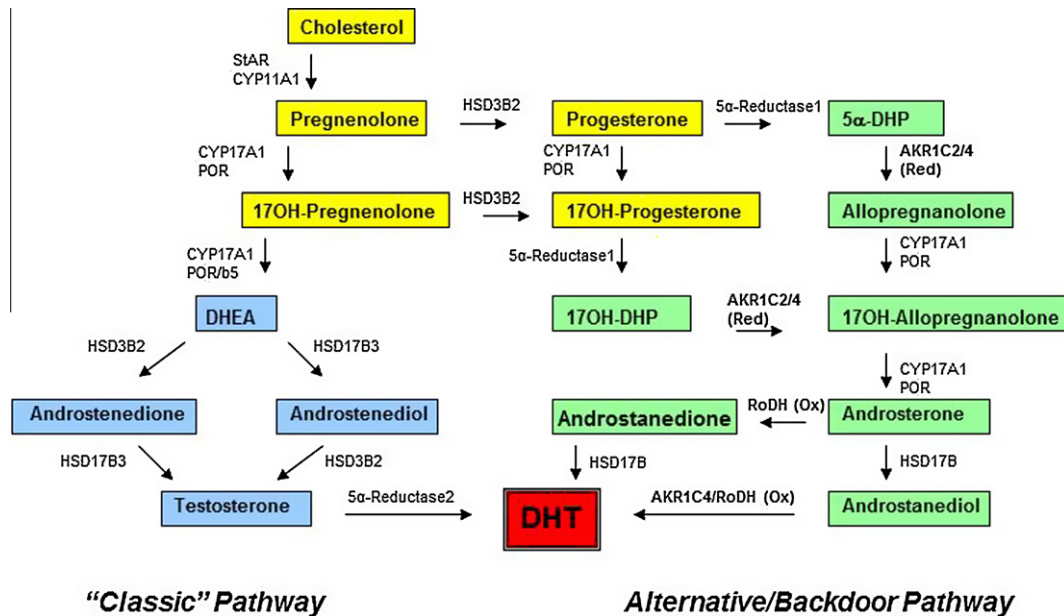 Cholesterol
StAR
CYP11A1
Pregnenolone
HSD3B2
Progesterone
5α-Reductase1
5α-DHP
CYP17A1
POR
CYP17A1
POR
AKR1C2/4
(Red)
17OH-Pregnenolone
HSD3B2
17OH-Progesterone
Allopregnanolone
CYP17A1
POR/b5
5α-Reductase1
CYP17A1
POR
DHEA
17OH-DHP
AKR1C2/4
(Red)
17OH-Allopregnanolone
HSD3B2
HSD17B3
CYP17A1
POR
Androstenedione
Androstenediol
Androstanedione
RoDH (Ox)
Androsterone
HSD17B3
HSD3B2
HSD17B
HSD17B
Testosterone
5α-Reductase2
DHT
AKR1C4/RoDH (Ox)
Androstanediol
“Classic” Pathway
Alternative/Backdoor Pathway